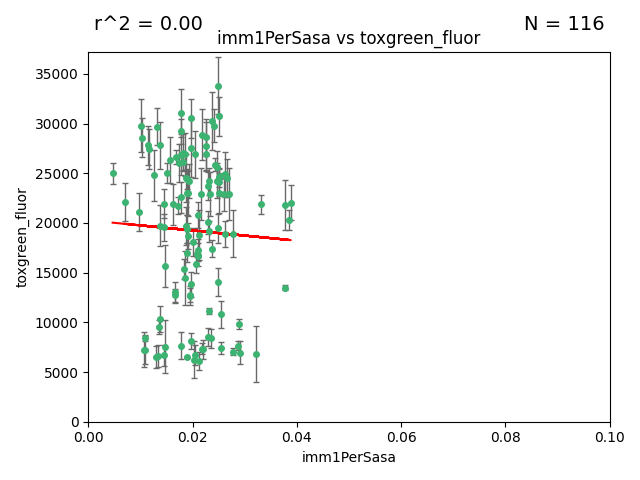 r^2 = 0.00
N = 116
imm1PerSasa vs toxgreen_fluor
35000
30000
25000
20000
15000
10000
5000
0
toxgreen_fluor
0.00
0.02
0.04
0.06
0.08
0.10
imm1PerSasa